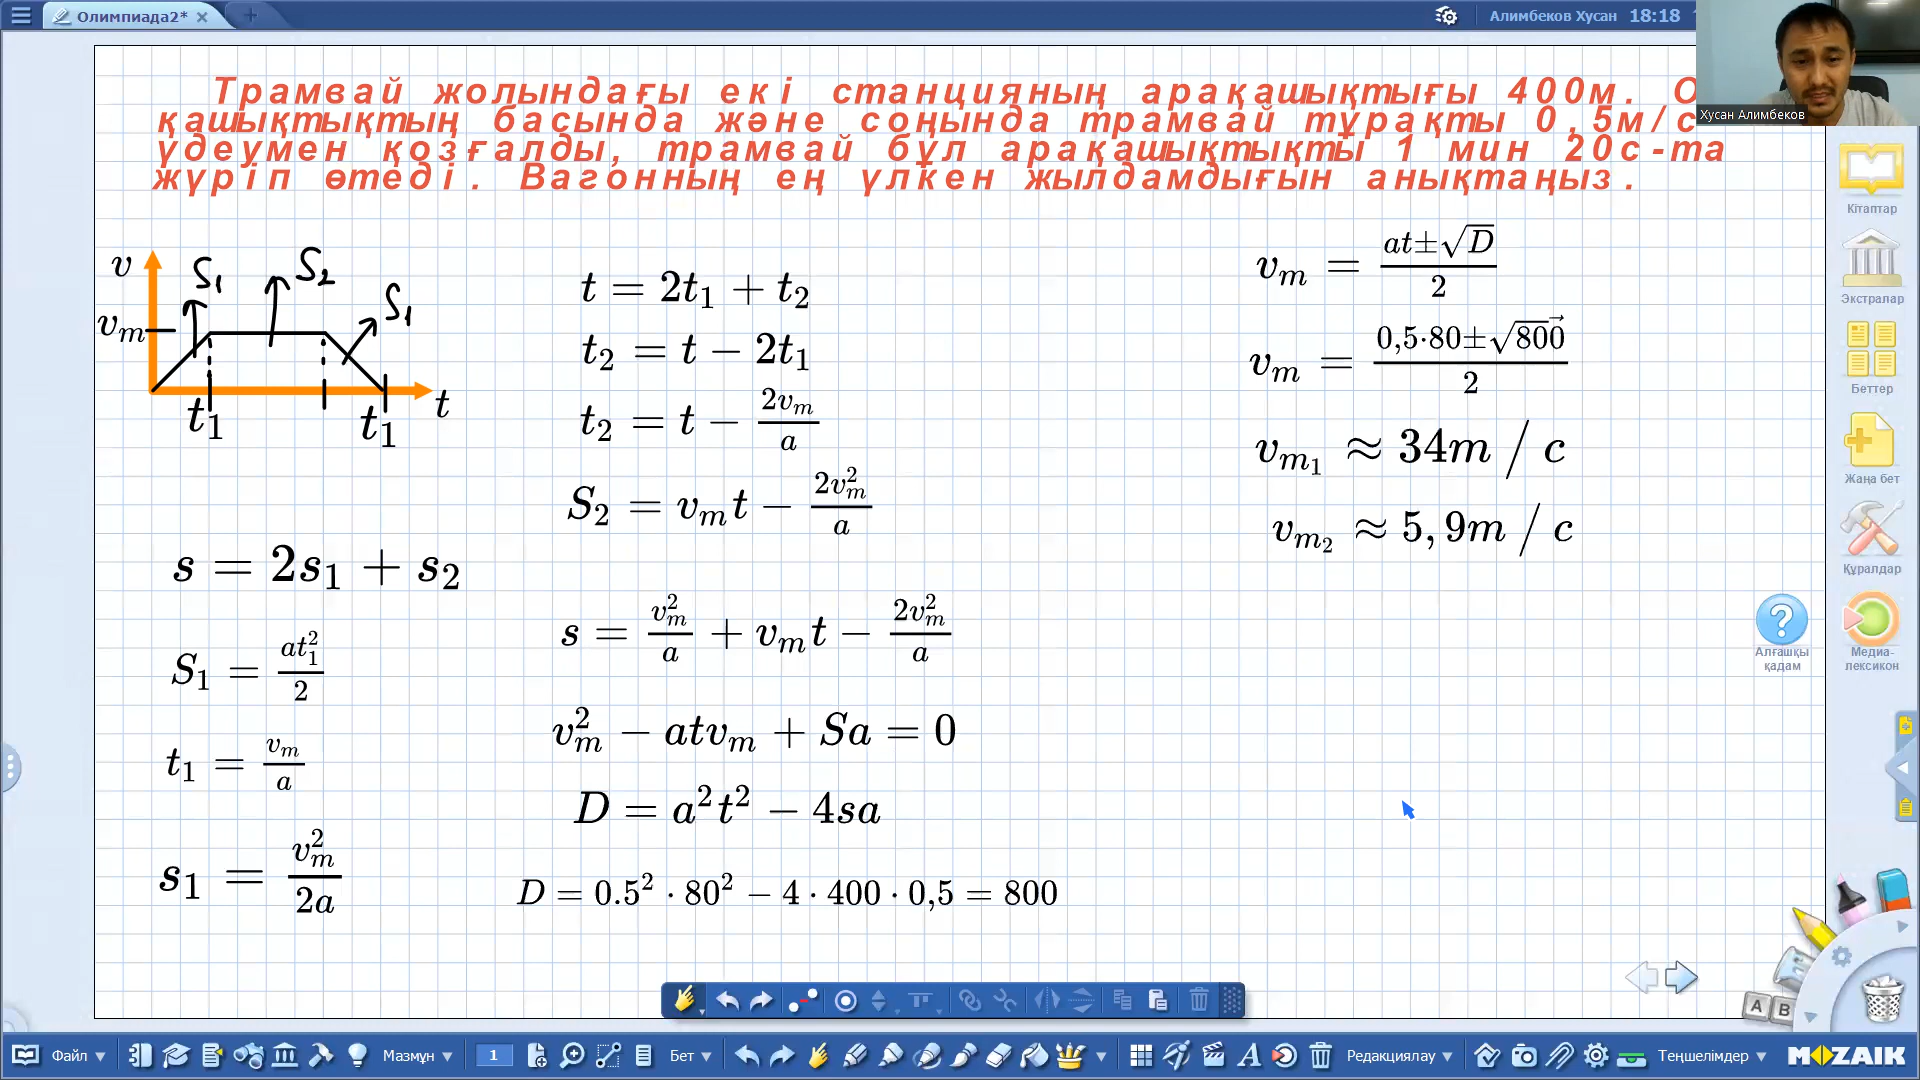 Олимпиада2*
Алимбеков Хусан 18:18
Хусан Алимбеков
Трамвай жолындағы екі станцияның арақашықтығы 400м. О
қашықтықтың басында және соңында трамвай тұрақты 0,5м/с
үдеумен қозғалды, трамвай бұл арақашықтықты 1 мин 20с-та
жүріп өтеді. Вагонның ең үлкен жылдамдығын анықтаңыз.
v
S₁
S₂
S₁
vₘ
t₁
t₁
t
s = 2s₁ + s₂
S₁ = at₁²/2
t₁ = vₘ/a
s₁ = vₘ²/2a
t = 2t₁ + t₂
t₂ = t − 2t₁
t₂ = t − 2vₘ/a
S₂ = vₘt − 2vₘ²/a
s = vₘ²/a + vₘt − 2vₘ²/a
vₘ² − atvₘ + Sa = 0
D = a²t² − 4sa
D = 0.5² · 80² − 4 · 400 · 0,5 = 800
vₘ = (at±√D)/2
vₘ = (0,5·80±√800⃗)/2
vₘ₁ ≈ 34m / c
vₘ₂ ≈ 5,9m / c
Кітаптар
Экстралар
Беттер
Жаңа бет
Құралдар
Медиа-
лексикон
Алғашқы
қадам
A B
Файл
Мазмұн
1
Бет
A
Редакциялау
Теңшелімдер
MOZAIK